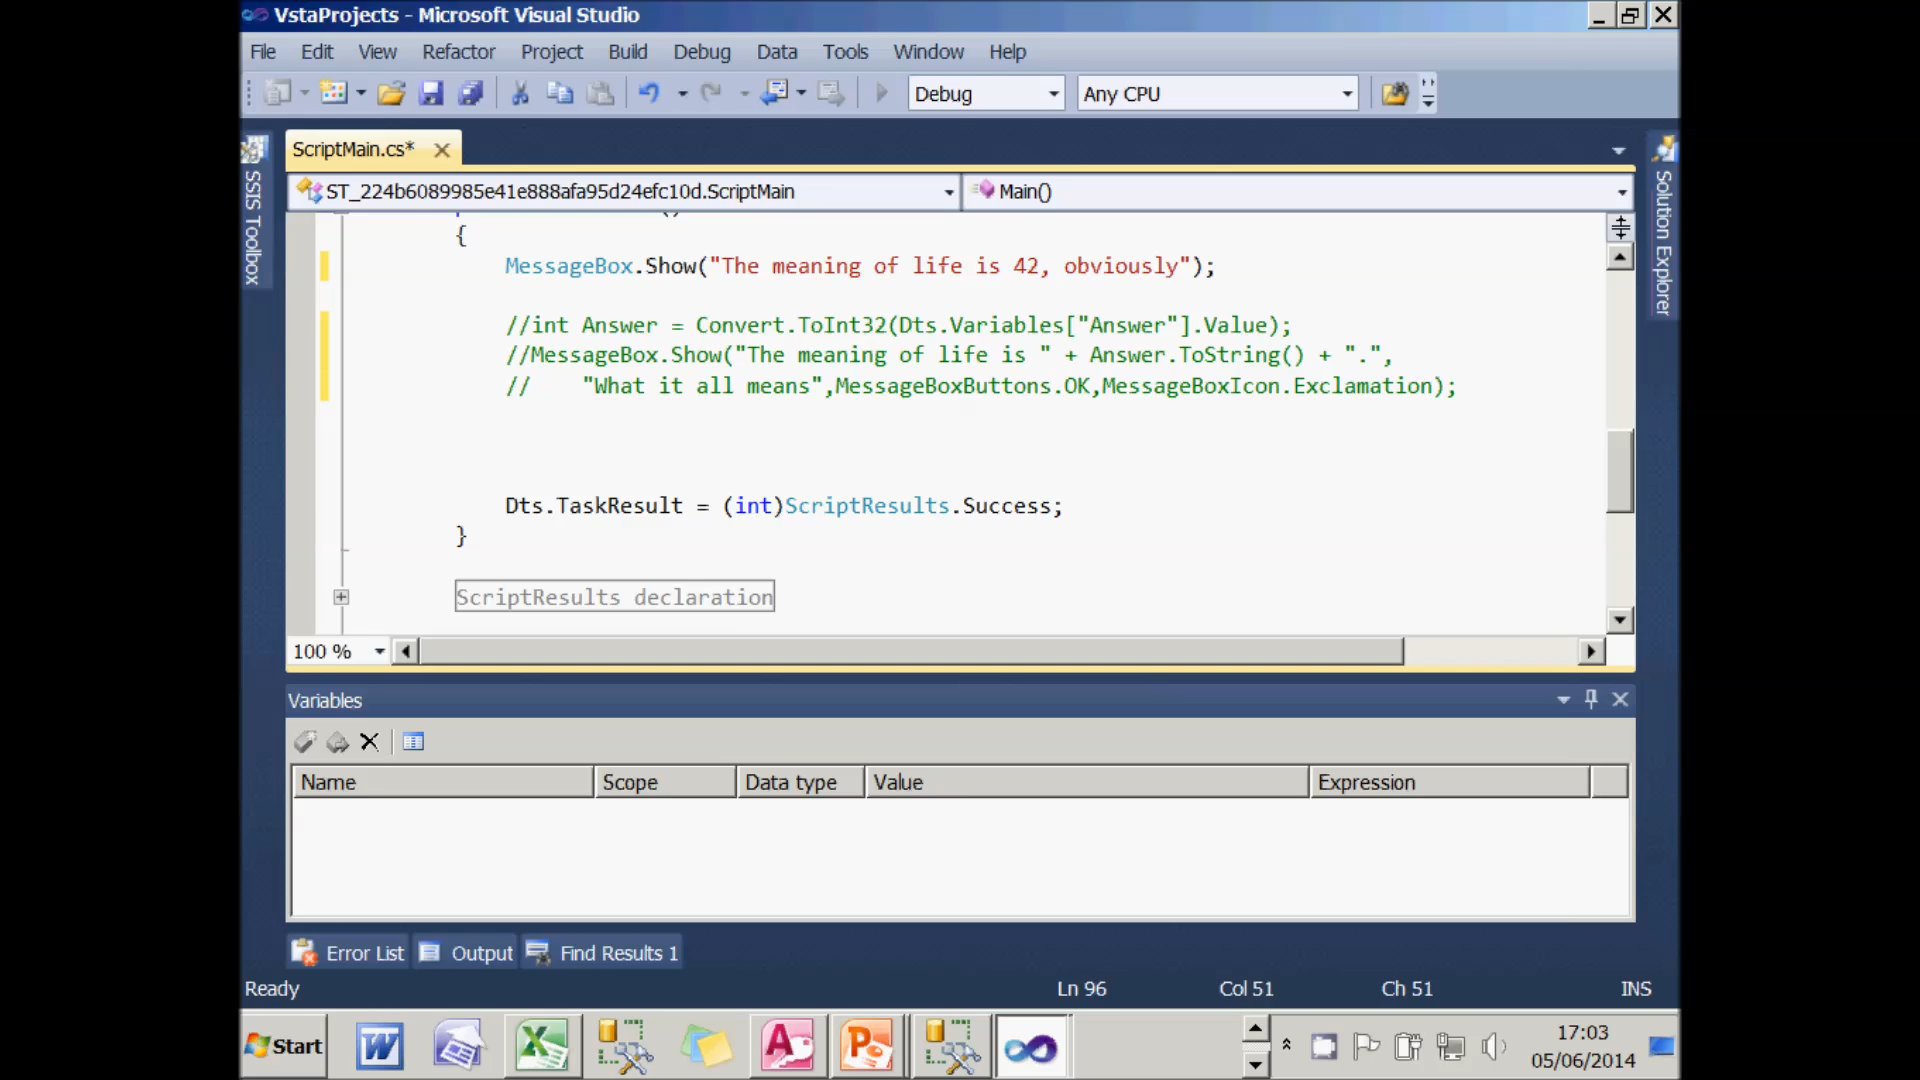 VstaProjects - Microsoft Visual Studio
File Edit View Refactor Project Build Debug Data Tools Window Help
Debug Any CPU
SSIS Toolbox
ScriptMain.cs*
Solution Explorer
ST_224b6089985e41e888afa95d24efc10d.ScriptMain Main()
{
MessageBox.Show("The meaning of life is 42, obviously");
//int Answer = Convert.ToInt32(Dts.Variables["Answer"].Value);
//MessageBox.Show("The meaning of life is " + Answer.ToString() + ".",
// "What it all means",MessageBoxButtons.OK,MessageBoxIcon.Exclamation);
Dts.TaskResult = (int)ScriptResults.Success;
}
ScriptResults declaration
100 %
Variables
Name Scope Data type Value Expression
Error List Output Find Results 1
Ready Ln 96 Col 51 Ch 51 INS
Start
17:03
05/06/2014